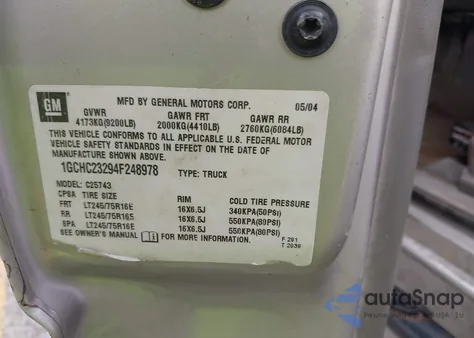 GM
MFD BY GENERAL MOTORS CORP. 05/04
GVWR GAWR FRT GAWR RR
4173KG(9200LB) 2000KG(4410LB) 2760KG(6084LB)
THIS VEHICLE CONFORMS TO ALL APPLICABLE U.S. FEDERAL MOTOR
VEHICLE SAFETY STANDARDS IN EFFECT ON THE DATE OF
MANUFACTURE SHOWN ABOVE.
1GCHC23294F248978 TYPE: TRUCK
MODEL: C25743
TIRE SIZE RIM COLD TIRE PRESSURE
FRT LT245/75R16E 16X6.5J 340KPA(50PSI)
RR LT245/75R16E 16X6.5J 550KPA(80PSI)
SPA LT245/75R16E 16X6.5J 550KPA(80PSI)
SEE OWNER'S MANUAL FOR MORE INFORMATION. F 291
autoSnap